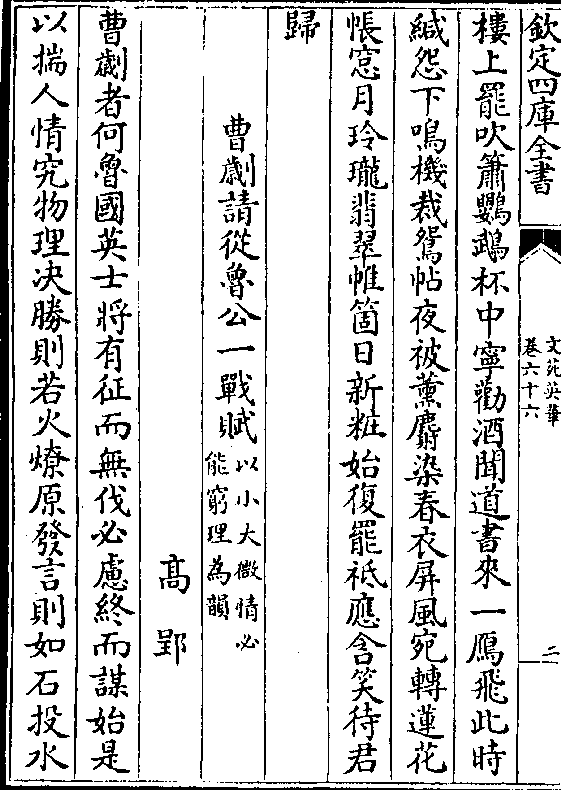 欽定四庫全書
文苑英華
卷六十六
二
樓上罷吹簫鸚鵡杯中寧勸酒聞道書來一鴈飛此時
緘怨下鳴機裁鴛帖夜被薰麝染春衣屏風宛轉蓮花
帳窓月玲瓏翡翠帷箇日新粧始復罷祗應含笑待君
歸
曹劌請從魯公一戰賦以小大微情必
能窮理為韻
高郢
曹劌者何魯國英士將有征而無伐必慮終而謀始是
以揣人情究物理決勝則若火燎原發言則如石投水